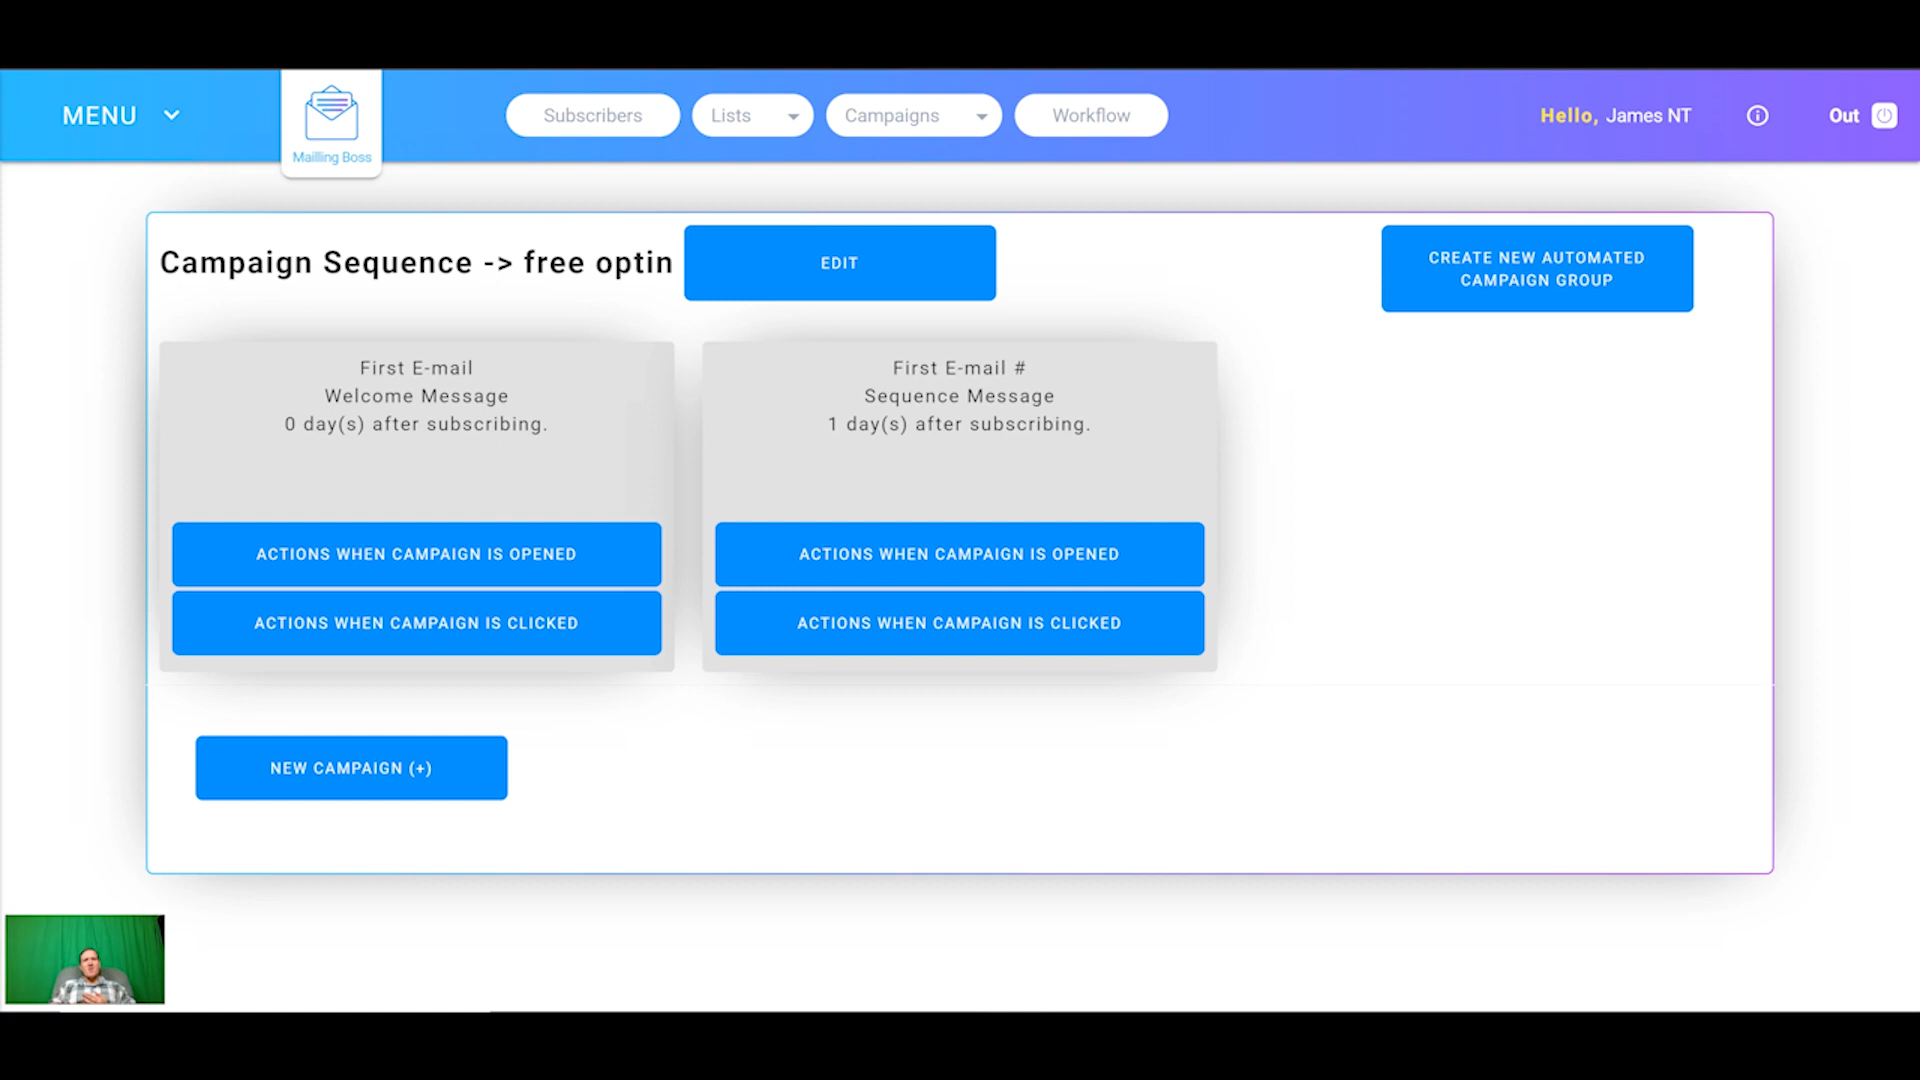 MENU
Mailling Boss
Subscribers
Lists
Campaigns
Workflow
Hello, James NT
Out
Campaign Sequence -> free optin
EDIT
CREATE NEW AUTOMATED
CAMPAIGN GROUP
First E-mail
Welcome Message
0 day(s) after subscribing.
ACTIONS WHEN CAMPAIGN IS OPENED
ACTIONS WHEN CAMPAIGN IS CLICKED
First E-mail #
Sequence Message
1 day(s) after subscribing.
ACTIONS WHEN CAMPAIGN IS OPENED
ACTIONS WHEN CAMPAIGN IS CLICKED
NEW CAMPAIGN (+)